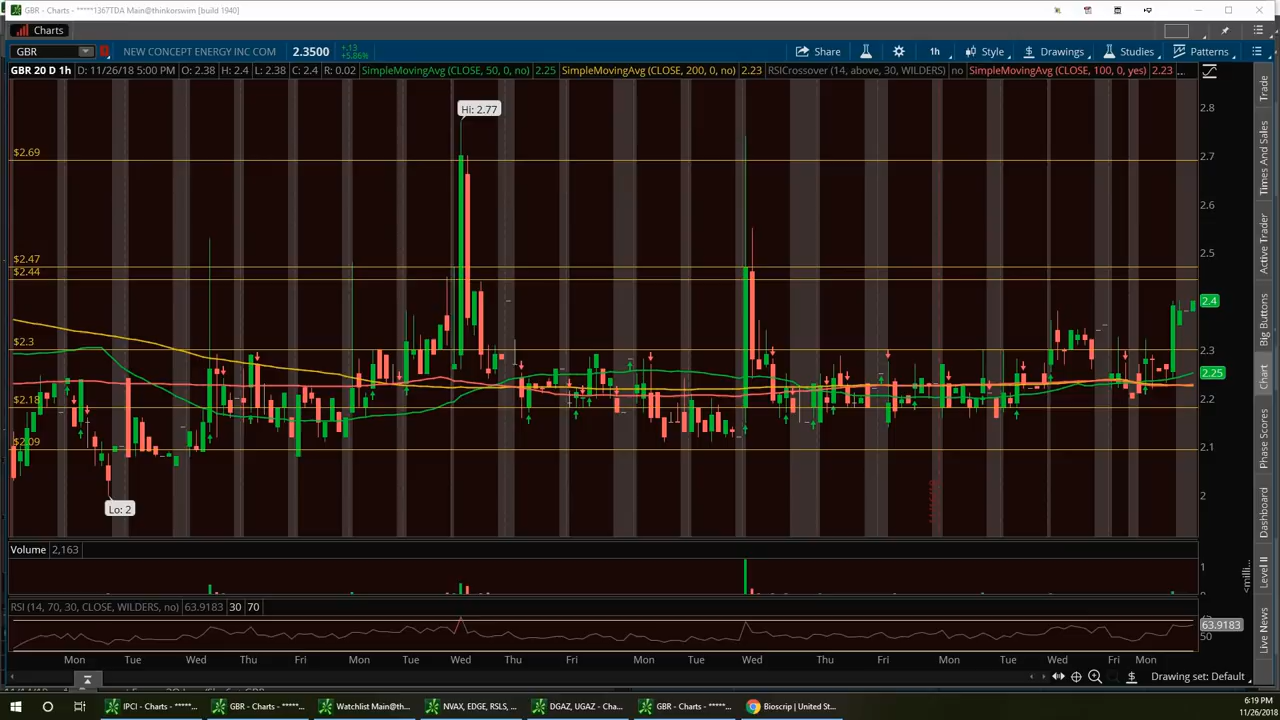 GBR - Charts - *****1367TDA Main@thinkorswim [build 1940]
Charts
GBR NEW CONCEPT ENERGY INC COM 2.3500 +.13 +5.86% Share 1h Style Drawings Studies Patterns
GBR 20 D 1h D: 11/26/18 5:00 PM O: 2.38 H: 2.4 L: 2.38 C: 2.4 R: 0.02 SimpleMovingAvg (CLOSE, 50, 0, no) 2.25 SimpleMovingAvg (CLOSE, 200, 0, no) 2.23 RSICrossover (14, above, 30, WILDERS) no SimpleMovingAvg (CLOSE, 100, 0, yes) 2.23 ...
Hi: 2.77
2.8
$2.69
2.7
2.6
2.5
$2.47
$2.44
2.4
$2.3
2.3
2.25
$2.18
2.2
$2.09
2.1
Lo: 2
2
Trade
Times And Sales
Active Trader
Big Buttons
Chart
Phase Scores
Dashboard
Level II
Live News
Volume 2,163
1
<milli...
RSI (14, 70, 30, CLOSE, WILDERS, no) 63.9183 30 70
63.9183
50
Mon Tue Wed Thu Fri Mon Tue Wed Thu Fri Mon Tue Wed Thu Fri Mon Tue Wed Fri Mon
Drawing set: Default
IPCI - Charts - *****... GBR - Charts - *****... Watchlist Main@th... NVAX, EDGE, RSLS, ... DGAZ, UGAZ - Cha... GBR - Charts - *****... Bioscrip | United St...
6:19 PM
11/26/2018